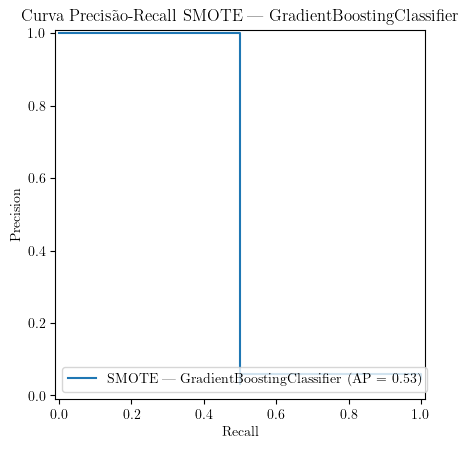 Curva Precisão-Recall SMOTE — GradientBoostingClassifier
1.0
0.8
0.6
0.4
0.2
0.0
Precision
SMOTE — GradientBoostingClassifier (AP = 0.53)
0.0 0.2 0.4 0.6 0.8 1.0
Recall